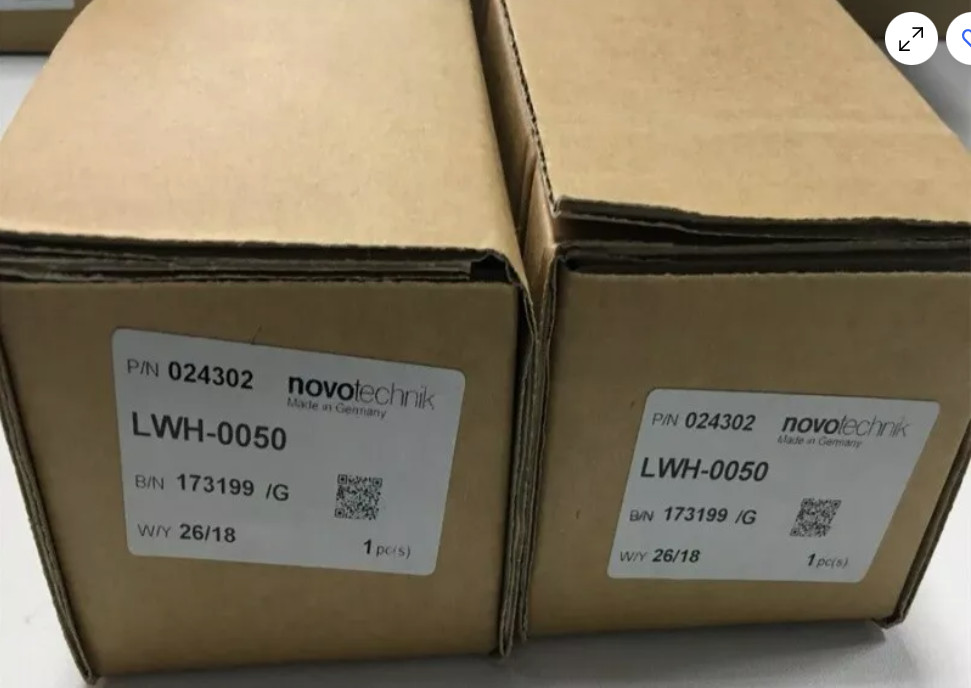 P/N 024302
novotechnik
Made in Germany
LWH-0050
B/N 173199 /G
W/Y 26/18
1 pc(s)
P/N 024302
novotechnik
Made in Germany
LWH-0050
B/N 173199 /G
W/Y 26/18
1 pc(s)